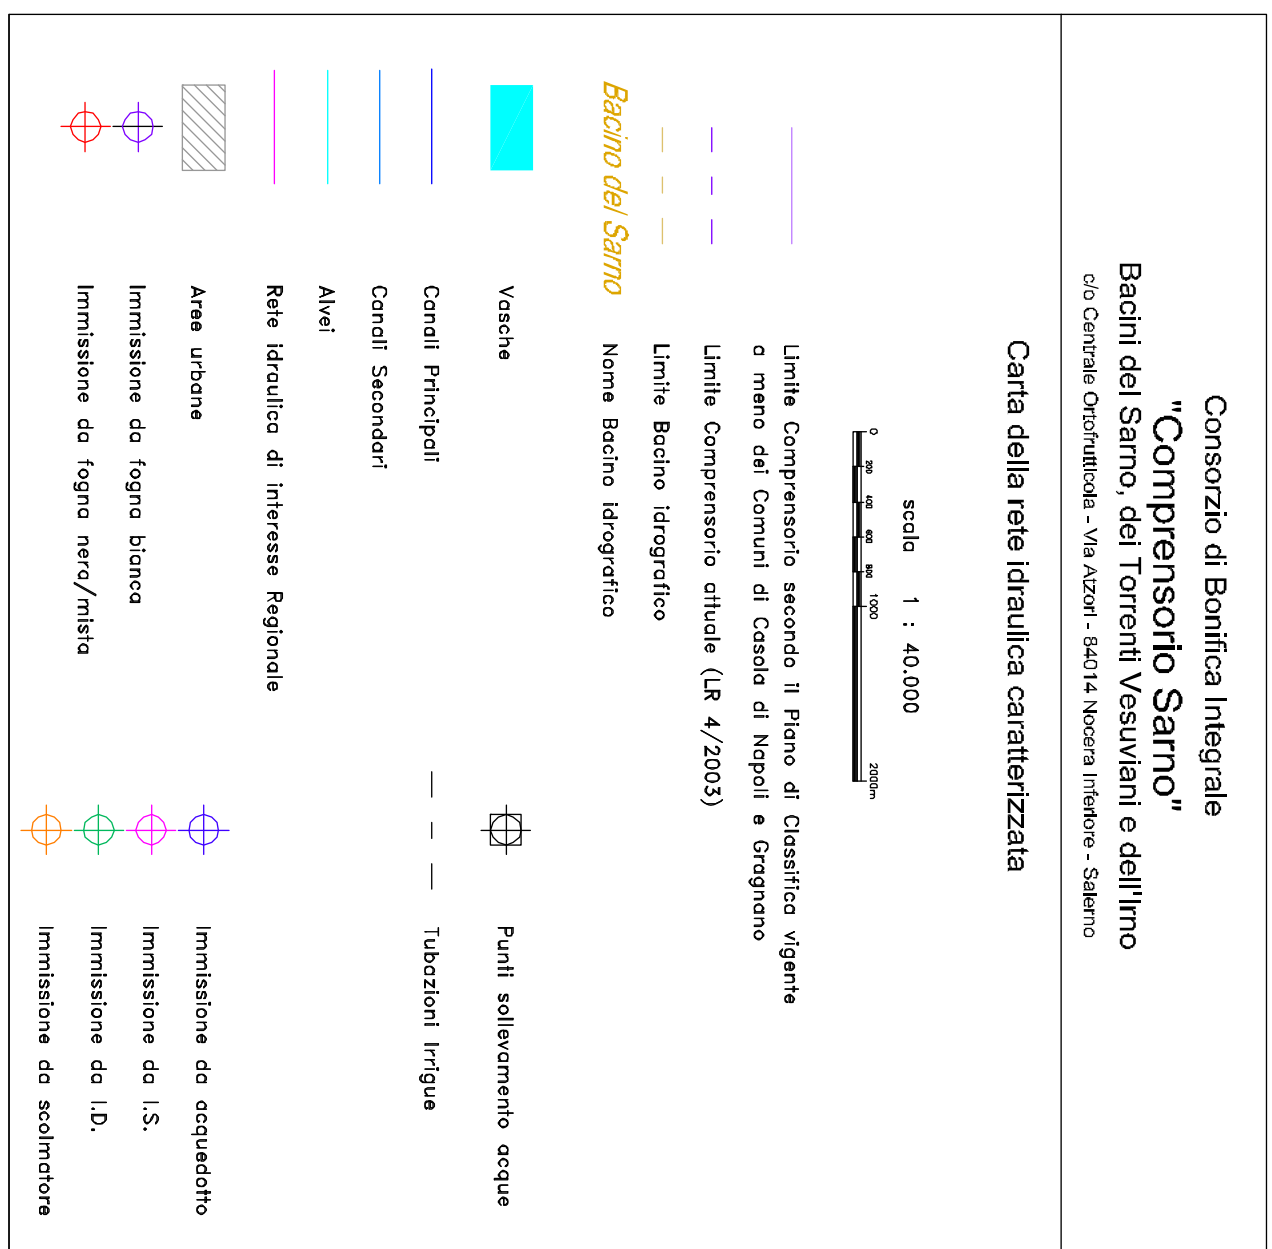 Consorzio di Bonifica Integrale
"Comprensorio Sarno"
Bacini del Sarno, dei Torrenti Vesuviani e dell'Irno
c/o Centrale Ortofrutticola - Via Atzori - 84014 Nocera Inferiore - Salerno
Carta della rete idraulica caratterizzata
scala 1 : 40.000
0 200 400 600 800 1000 2000m
Limite Comprensorio secondo il Piano di Classifica vigente
a meno dei Comuni di Casola di Napoli e Gragnano
Limite Comprensorio attuale (LR 4/2003)
Limite Bacino idrografico
Bacino del Sarno Nome Bacino idrografico
Vasche
Punti sollevamento acque
Canali Principali
Tubazioni Irrigue
Canali Secondari
Alvei
Rete idraulica di interesse Regionale
Aree urbane
Immissione da acquedotto
Immissione da fogna bianca
Immissione da I.S.
Immissione da fogna nera/mista
Immissione da I.D.
Immissione da scolmatore